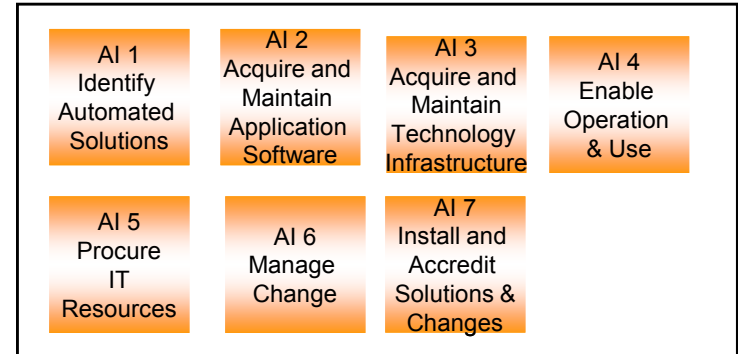 AI 1
Identify
Automated
Solutions
AI 2
Acquire and
Maintain
Application
Software
AI 3
Acquire and
Maintain
Technology
Infrastructure
AI 4
Enable
Operation
& Use
AI 5
Procure
IT
Resources
AI 6
Manage
Change
AI 7
Install and
Accredit
Solutions &
Changes